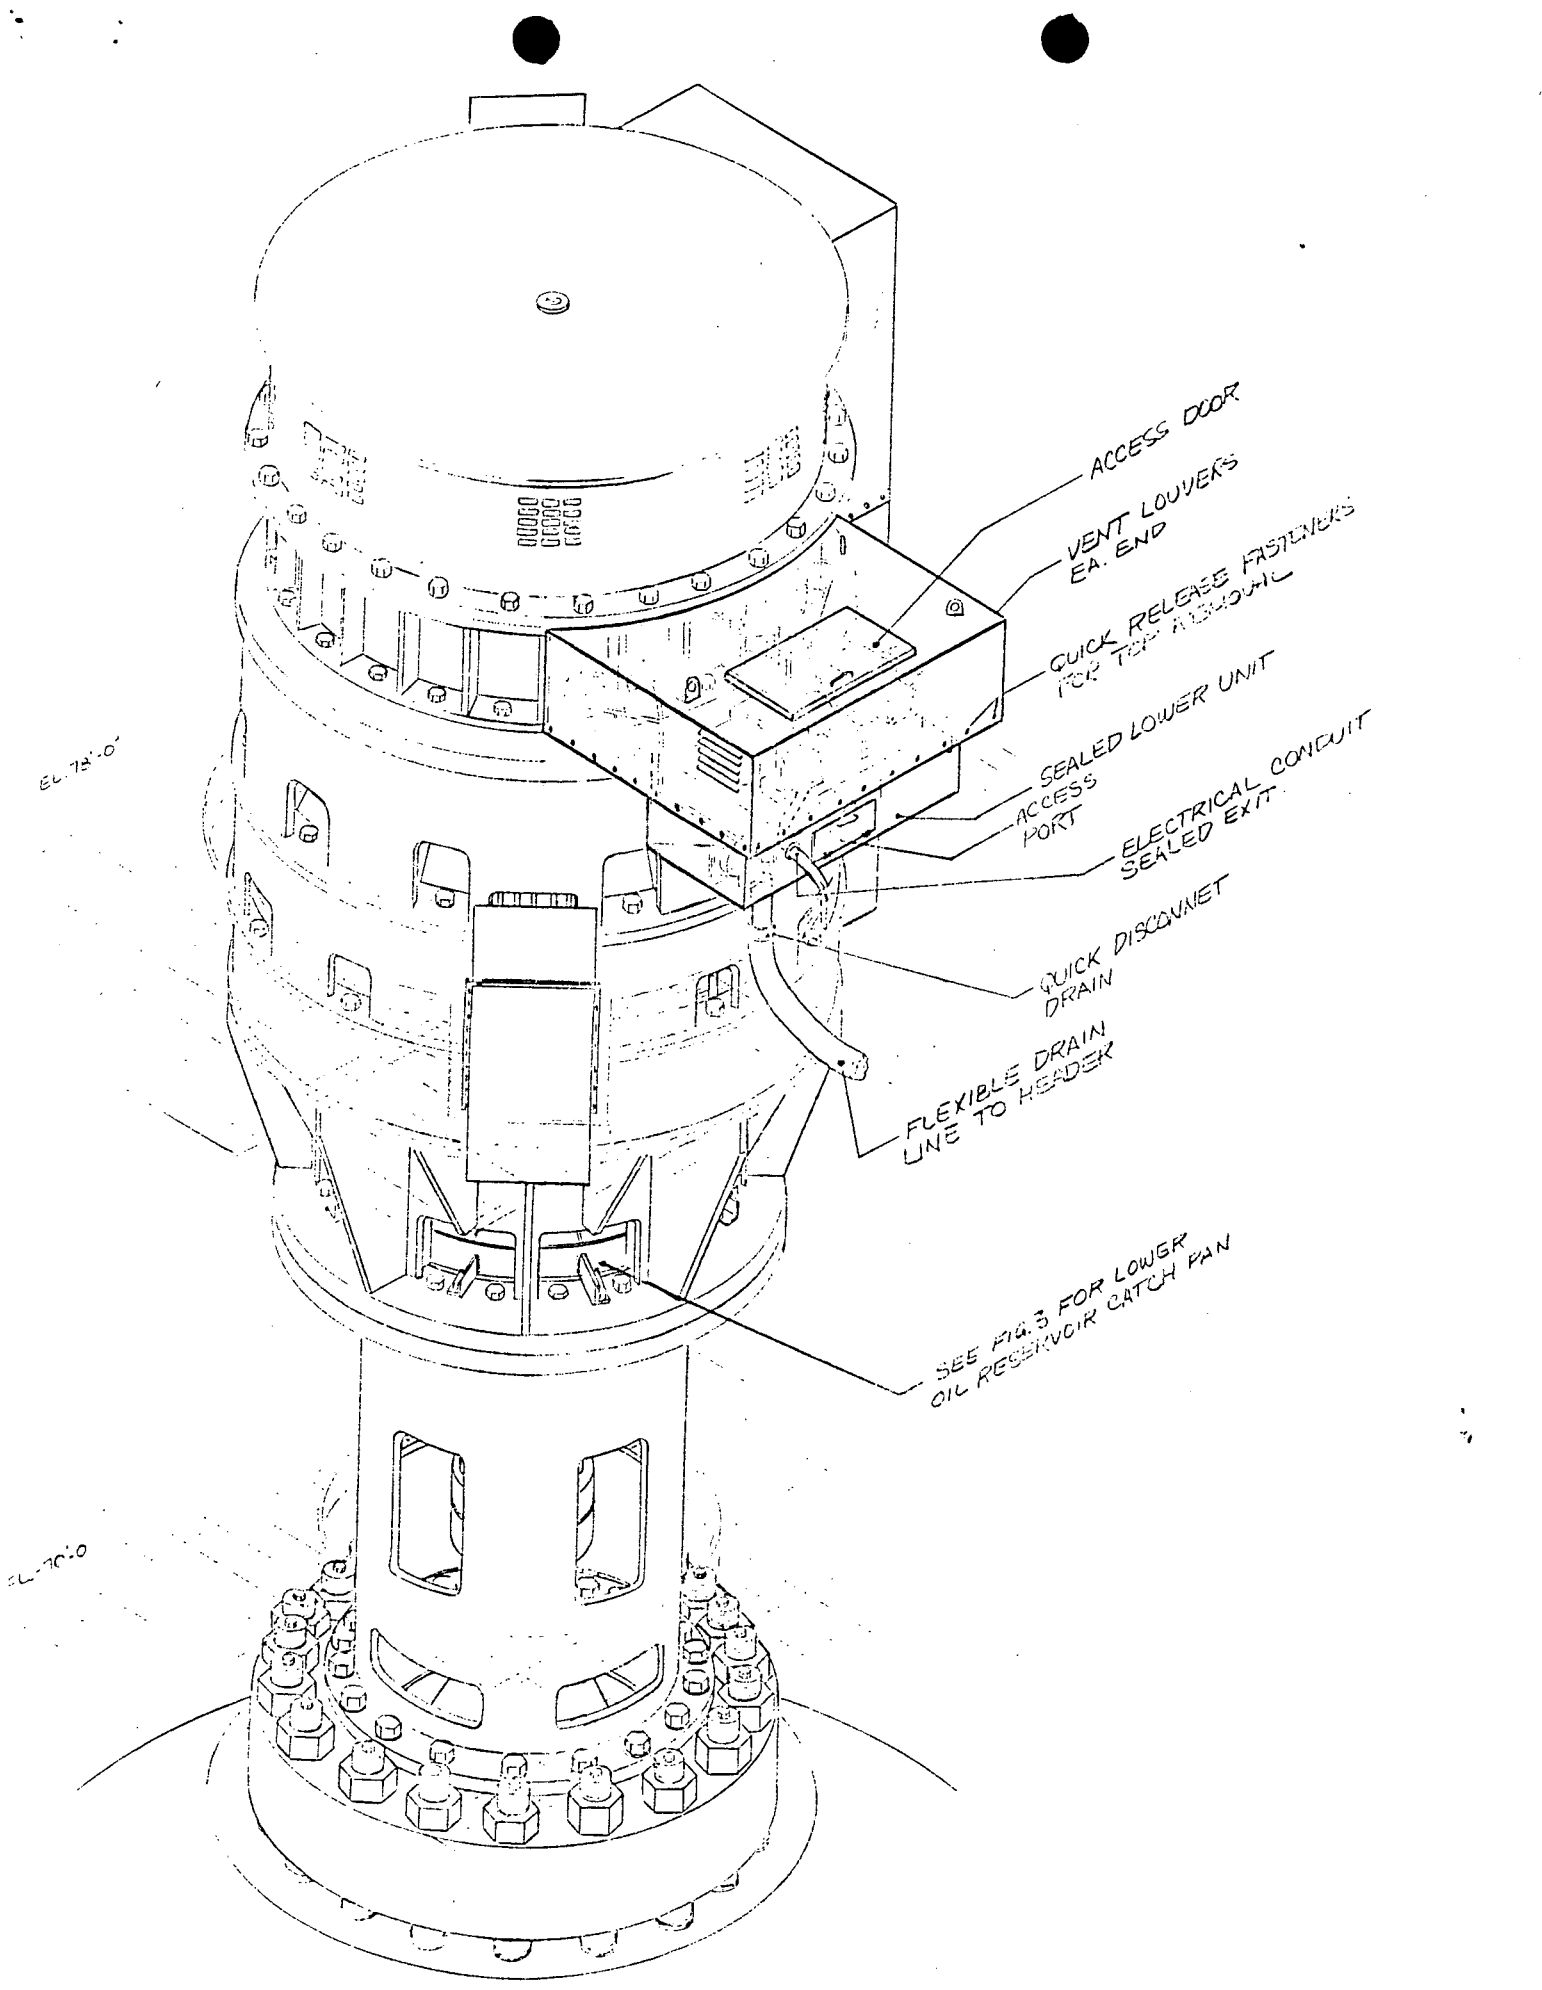 ACCESS DOOR
VENT LOUVERS
EA. END
QUICK RELEASE FASTENERS
FOR TOP REMOVAL
SEALED LOWER UNIT
ACCESS
PORT
ELECTRICAL CONDUIT
SEALED EXIT
QUICK DISCONNET
DRAIN
FLEXIBLE DRAIN
LINE TO HEADER
SEE FIG. 3 FOR LOWER
OIL RESERVOIR CATCH PAN